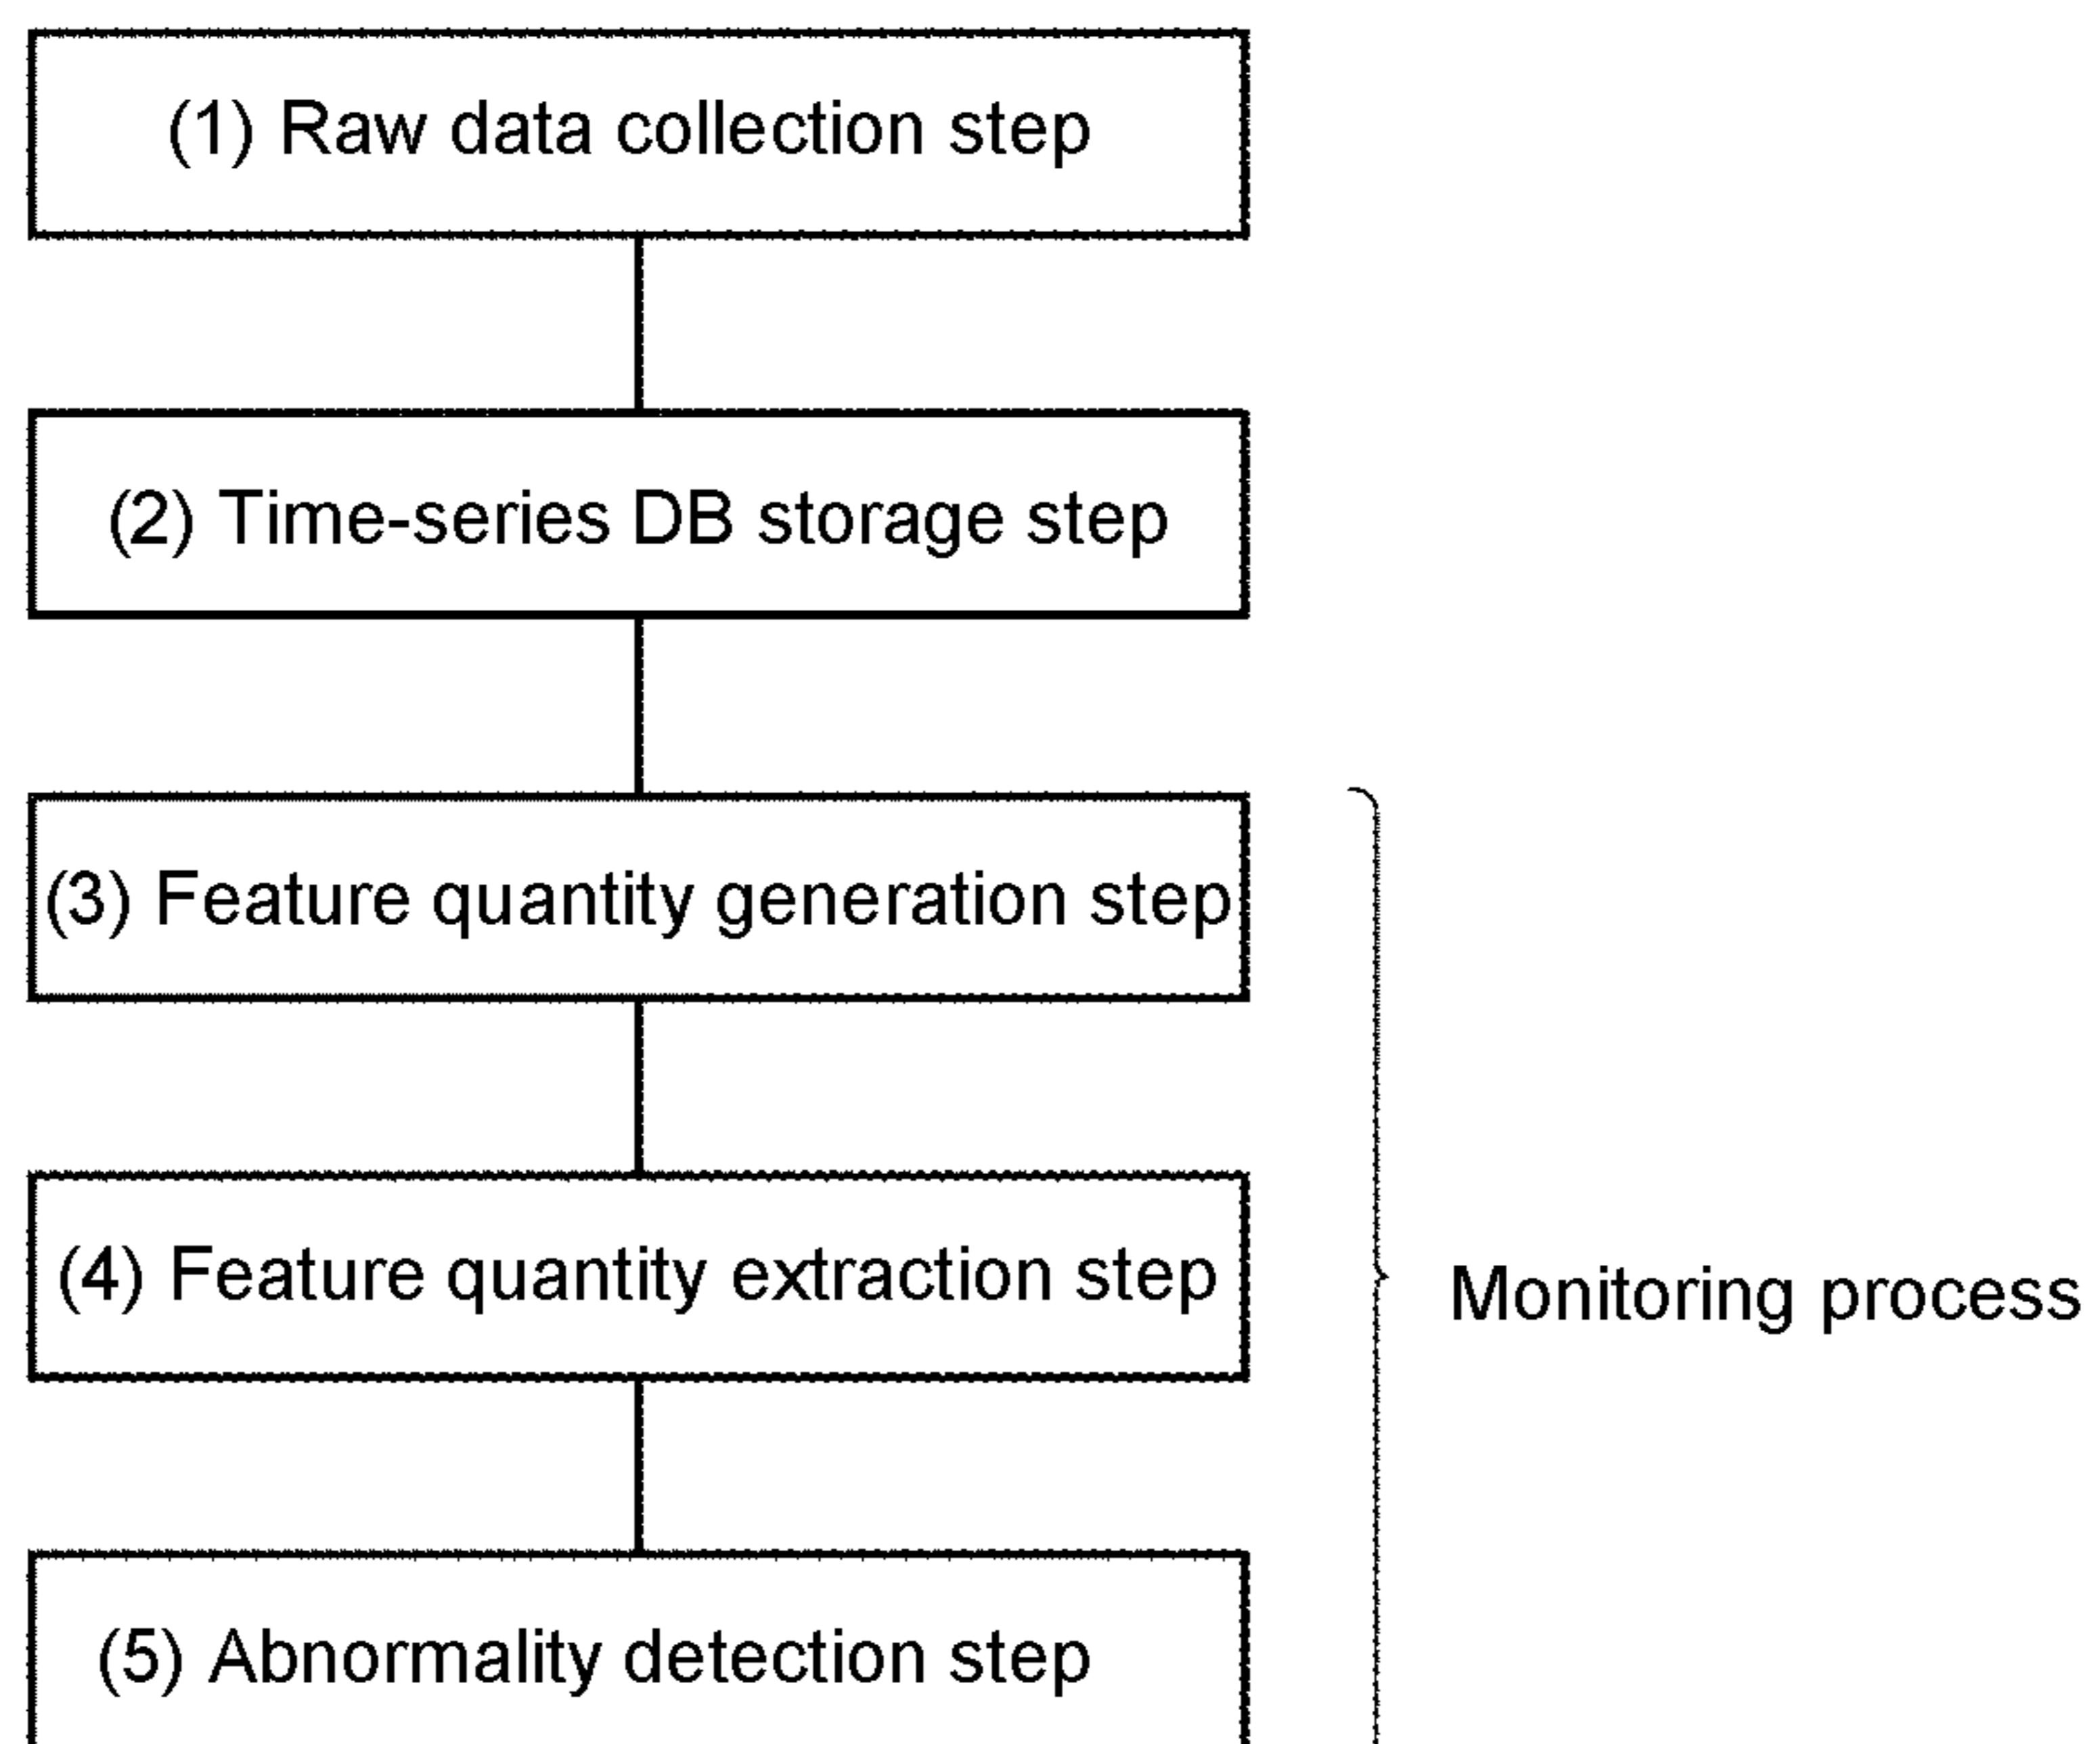 (1) Raw data collection step
(2) Time-series DB storage step
(3) Feature quantity generation step
(4) Feature quantity extraction step
Monitoring process
(5) Abnormality detection step